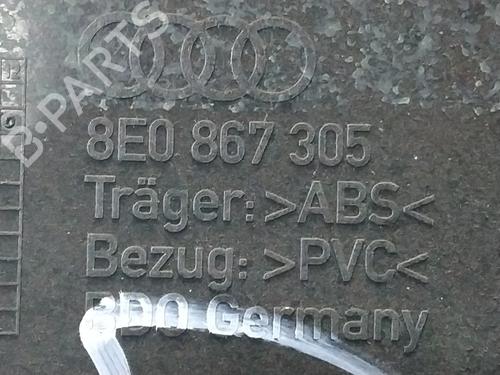 B-PARTS
8E0 867 305
Träger: >ABS<
Bezug: >PVC<
BDO Germany